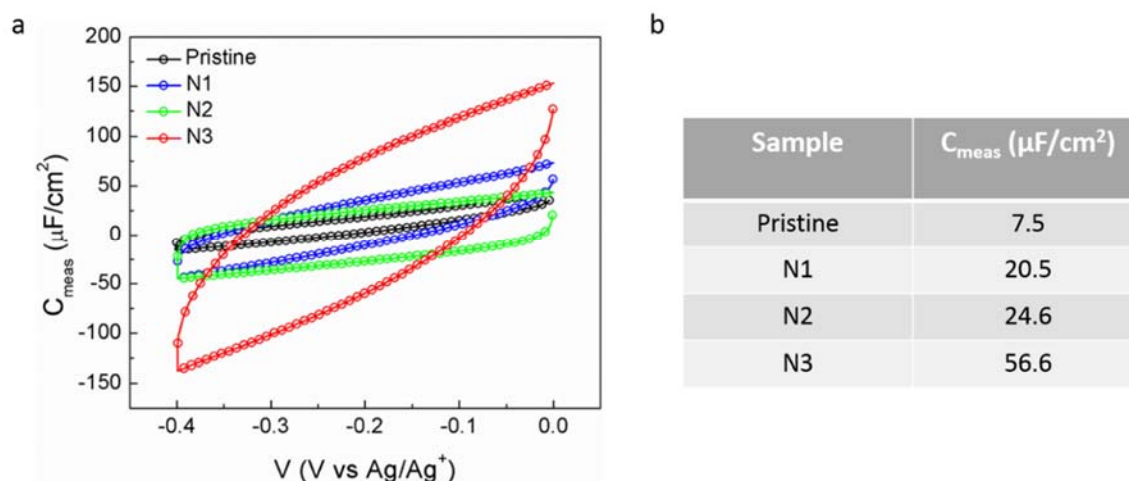 a
200
150
100
50
0
-50
-100
-150
C_meas (μF/cm²)
Pristine
N1
N2
N3
-0.4 -0.3 -0.2 -0.1 0.0
V (V vs Ag/Ag⁺)
b
Sample C_meas (μF/cm²)
Pristine 7.5
N1 20.5
N2 24.6
N3 56.6